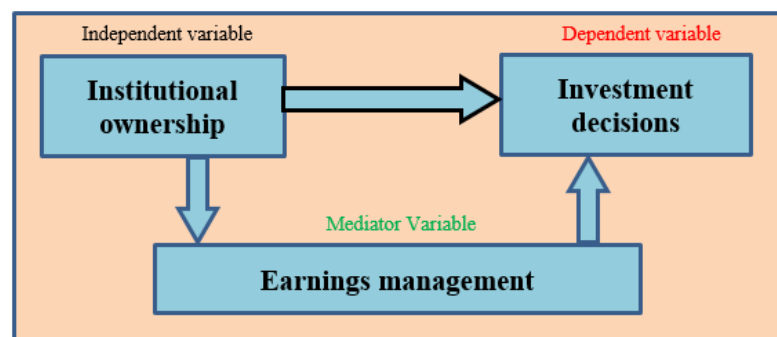 Independent variable
Dependent variable
Institutional
ownership
Investment
decisions
Mediator Variable
Earnings management